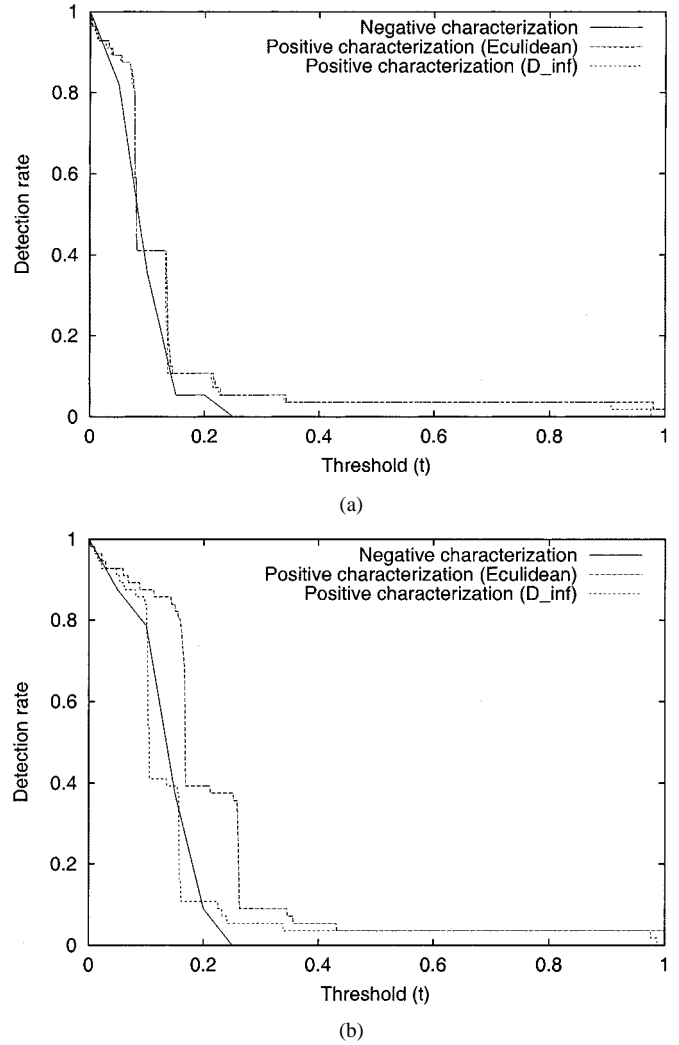 Negative characterization
Positive characterization (Eculidean)
Positive characterization (D_inf)
Detection rate
1
0.8
0.6
0.4
0.2
0
0 0.2 0.4 0.6 0.8 1
Threshold (t)
(a)
Negative characterization
Positive characterization (Eculidean)
Positive characterization (D_inf)
Detection rate
1
0.8
0.6
0.4
0.2
0
0 0.2 0.4 0.6 0.8 1
Threshold (t)
(b)